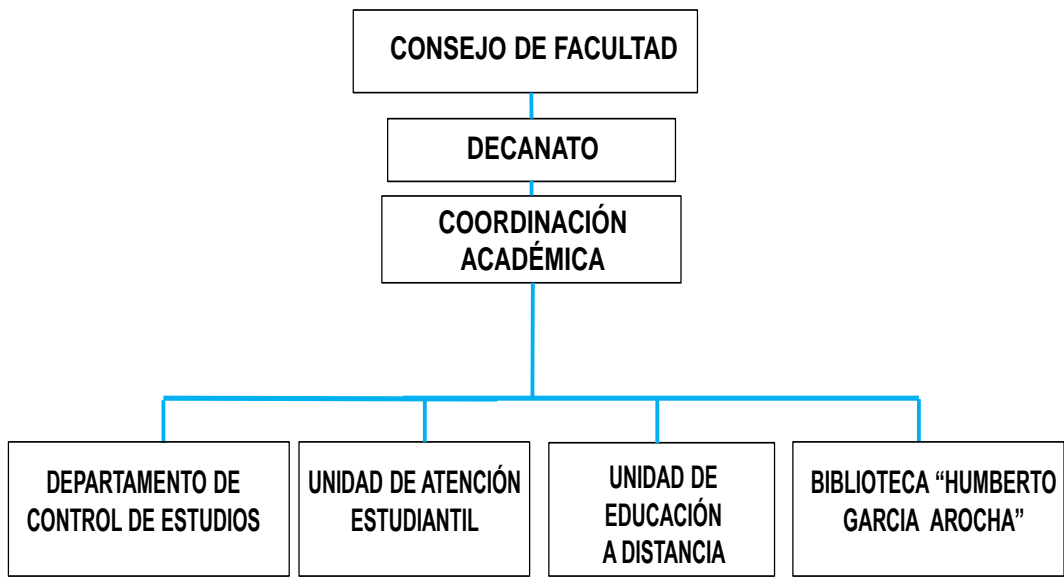 CONSEJO DE FACULTAD
DECANATO
COORDINACIÓN
ACADÉMICA
DEPARTAMENTO DE
CONTROL DE ESTUDIOS
UNIDAD DE ATENCIÓN
ESTUDIANTIL
UNIDAD DE
EDUCACIÓN
A DISTANCIA
BIBLIOTECA “HUMBERTO
GARCIA AROCHA”